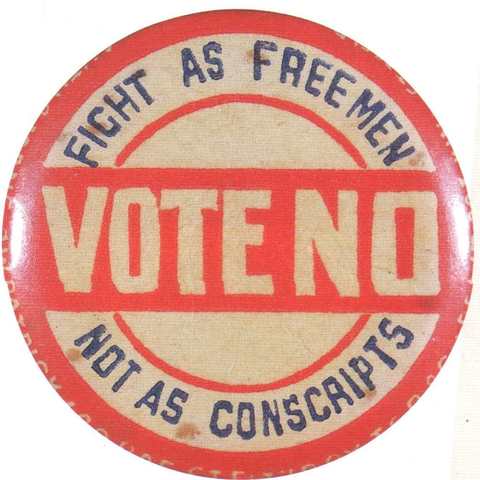 FIGHT AS FREEMEN
VOTE NO
NOT AS CONSCRIPTS